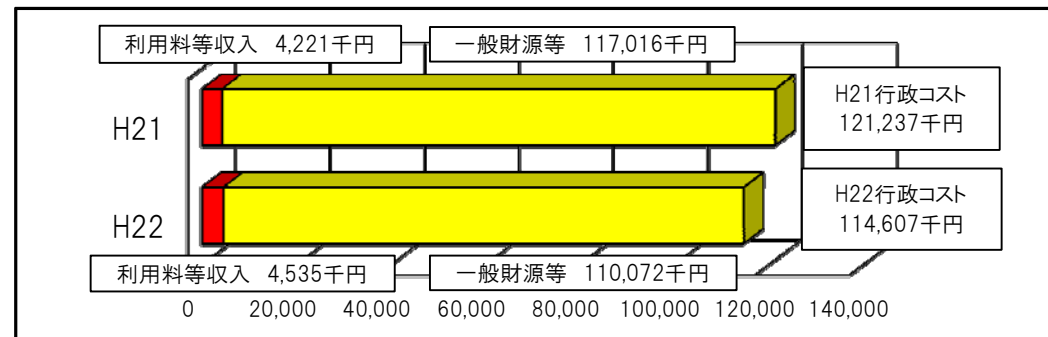 利用料等収入 4,221千円
一般財源等 117,016千円
H21
H21行政コスト
121,237千円
H22
H22行政コスト
114,607千円
利用料等収入 4,535千円
一般財源等 110,072千円
0 20,000 40,000 60,000 80,000 100,000 120,000 140,000